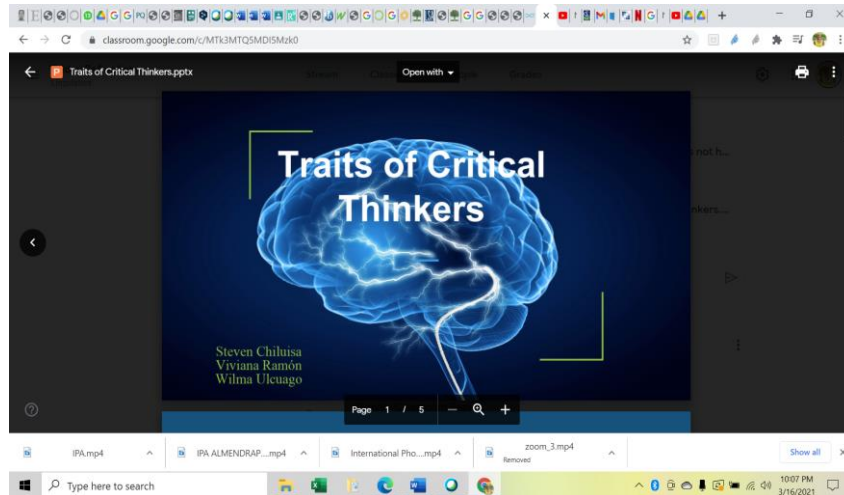 classroom.google.com/c/MTk3MTQ5MDI5Mzk0
Traits of Critical Thinkers.pptx
Open with
Stream
Grades
Traits of Critical
Thinkers
Steven Chiluisa
Viviana Ramón
Wilma Ulcuago
Page 1 / 5
IPA.mp4
IPA ALMENDRAP....mp4
International Pho....mp4
zoom_3.mp4
Removed
Show all
Type here to search
10:07 PM
3/16/2021